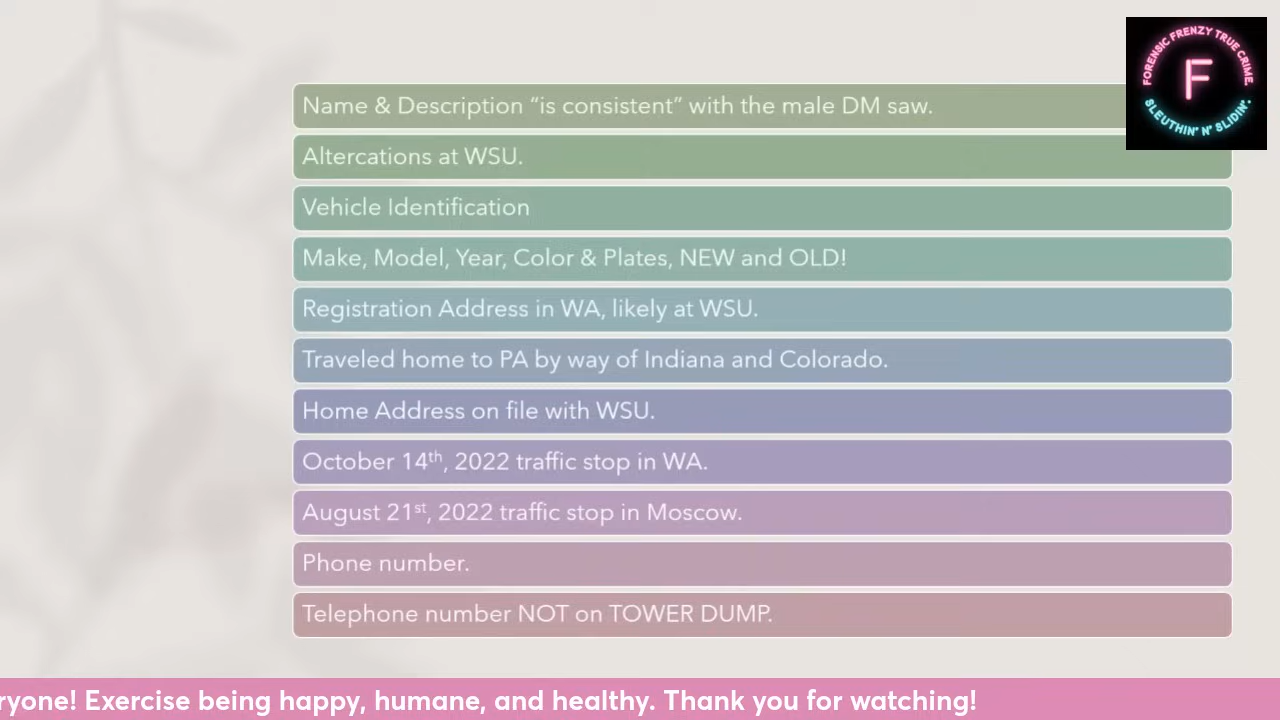 FORENSIC FRENZY TRUE CRIME.
F
SLEUTHIN' N' SLIDIN'.
Name & Description “is consistent” with the male DM saw.
Altercations at WSU.
Vehicle Identification
Make, Model, Year, Color & Plates, NEW and OLD!
Registration Address in WA, likely at WSU.
Traveled home to PA by way of Indiana and Colorado.
Home Address on file with WSU.
October 14th, 2022 traffic stop in WA.
August 21st, 2022 traffic stop in Moscow.
Phone number.
Telephone number NOT on TOWER DUMP.
ryone! Exercise being happy, humane, and healthy. Thank you for watching!